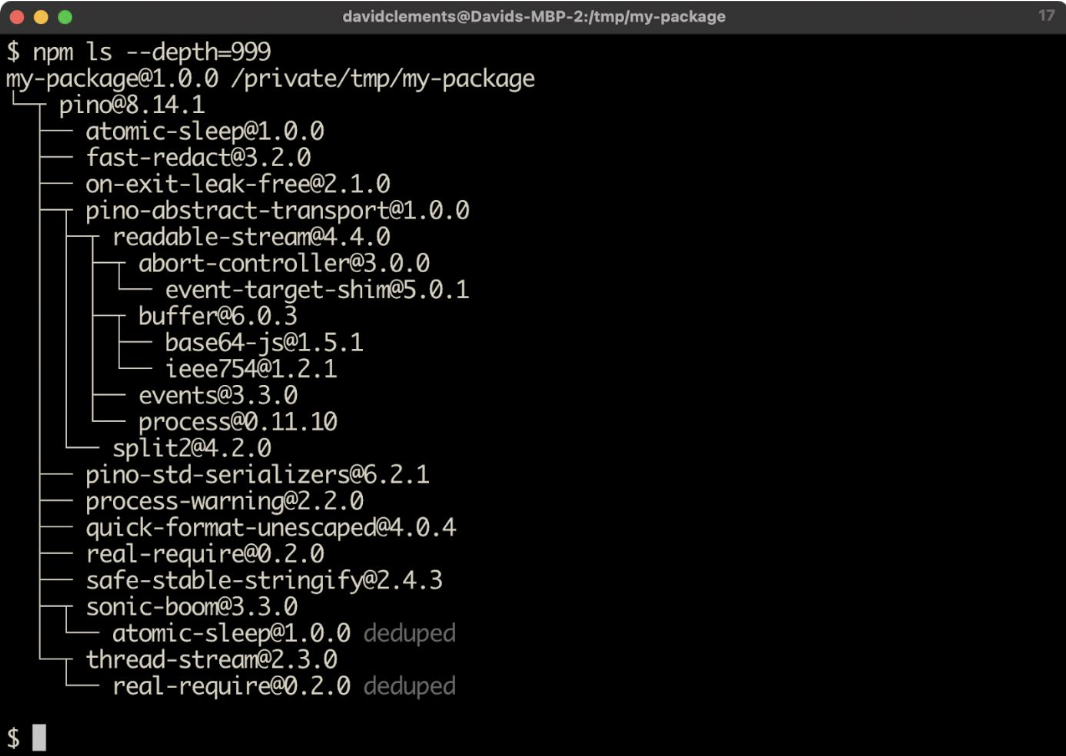 davidclements@Davids-MBP-2:/tmp/my-package
17
$ npm ls --depth=999
my-package@1.0.0 /private/tmp/my-package
└─┬ pino@8.14.1
  ├── atomic-sleep@1.0.0
  ├── fast-redact@3.2.0
  ├── on-exit-leak-free@2.1.0
  ├─┬ pino-abstract-transport@1.0.0
  │ ├─┬ readable-stream@4.4.0
  │ │ ├─┬ abort-controller@3.0.0
  │ │ │ └── event-target-shim@5.0.1
  │ │ ├─┬ buffer@6.0.3
  │ │ │ ├── base64-js@1.5.1
  │ │ │ └── ieee754@1.2.1
  │ │ ├── events@3.3.0
  │ │ └── process@0.11.10
  │ └── split2@4.2.0
  ├── pino-std-serializers@6.2.1
  ├── process-warning@2.2.0
  ├── quick-format-unescaped@4.0.4
  ├── real-require@0.2.0
  ├── safe-stable-stringify@2.4.3
  ├─┬ sonic-boom@3.3.0
  │ └── atomic-sleep@1.0.0 deduped
  └─┬ thread-stream@2.3.0
    └── real-require@0.2.0 deduped
$